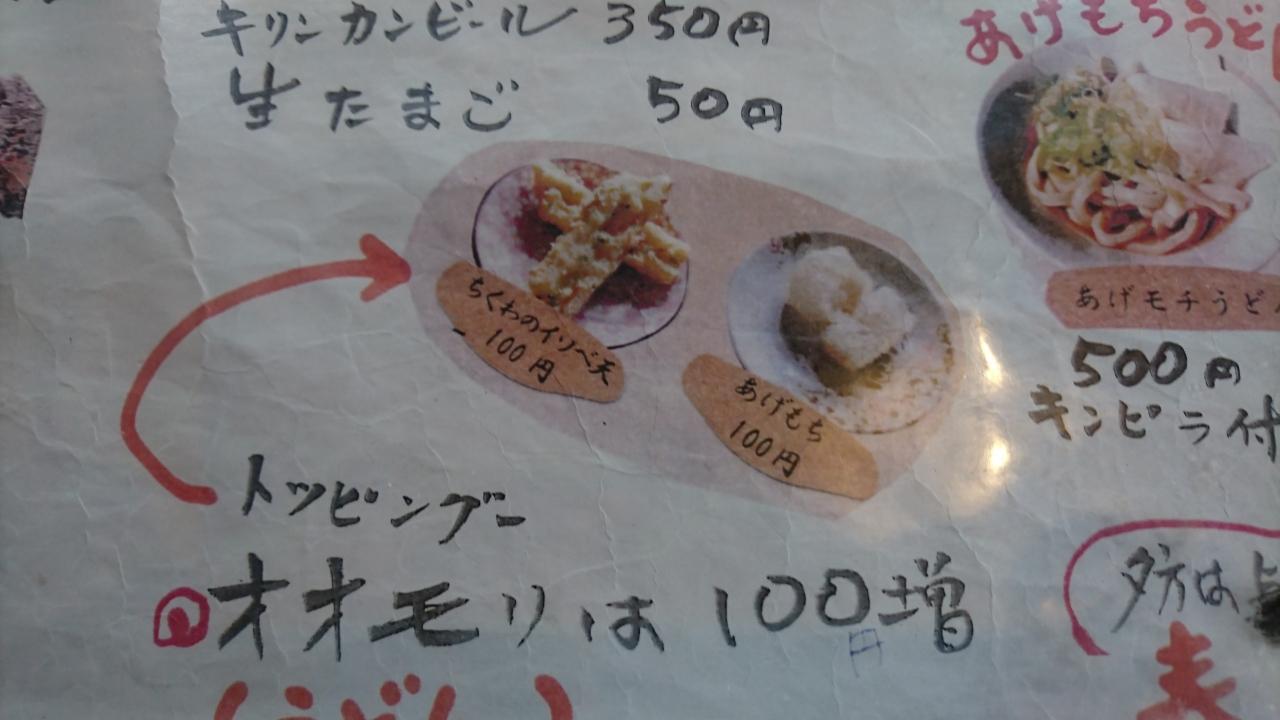 キリンカンビール 350円
生たまご 50円
ちくわのイソベ天
100円
あげもち
100円
トッピングー
オオモリは100円増
(うどん)
あげもちうど
あげモチうど
500円
キンピラ付
夕方は